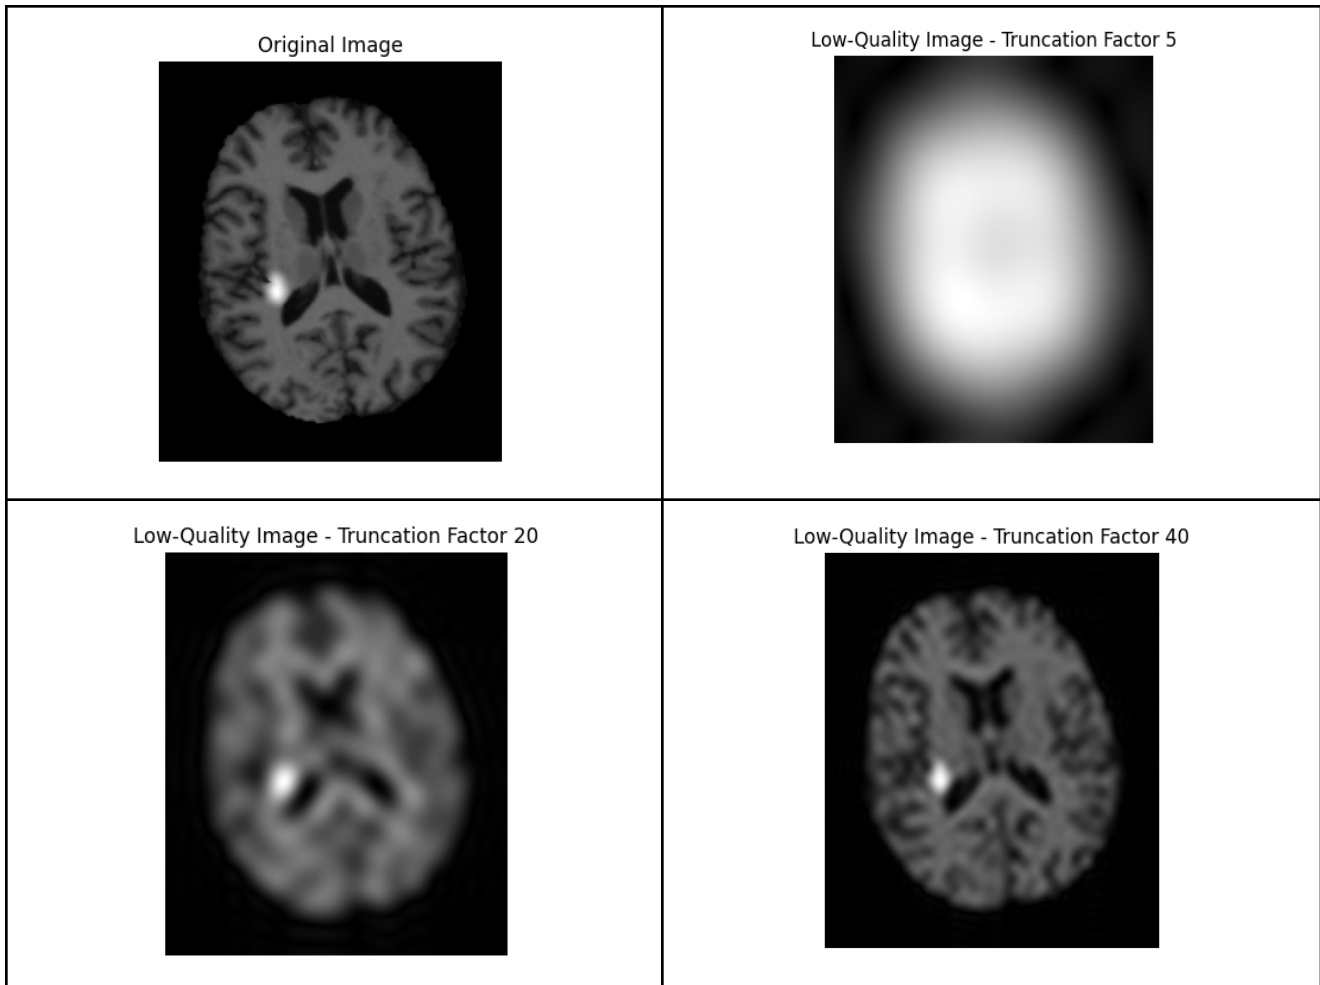 Original Image
Low-Quality Image - Truncation Factor 5
Low-Quality Image - Truncation Factor 20
Low-Quality Image - Truncation Factor 40